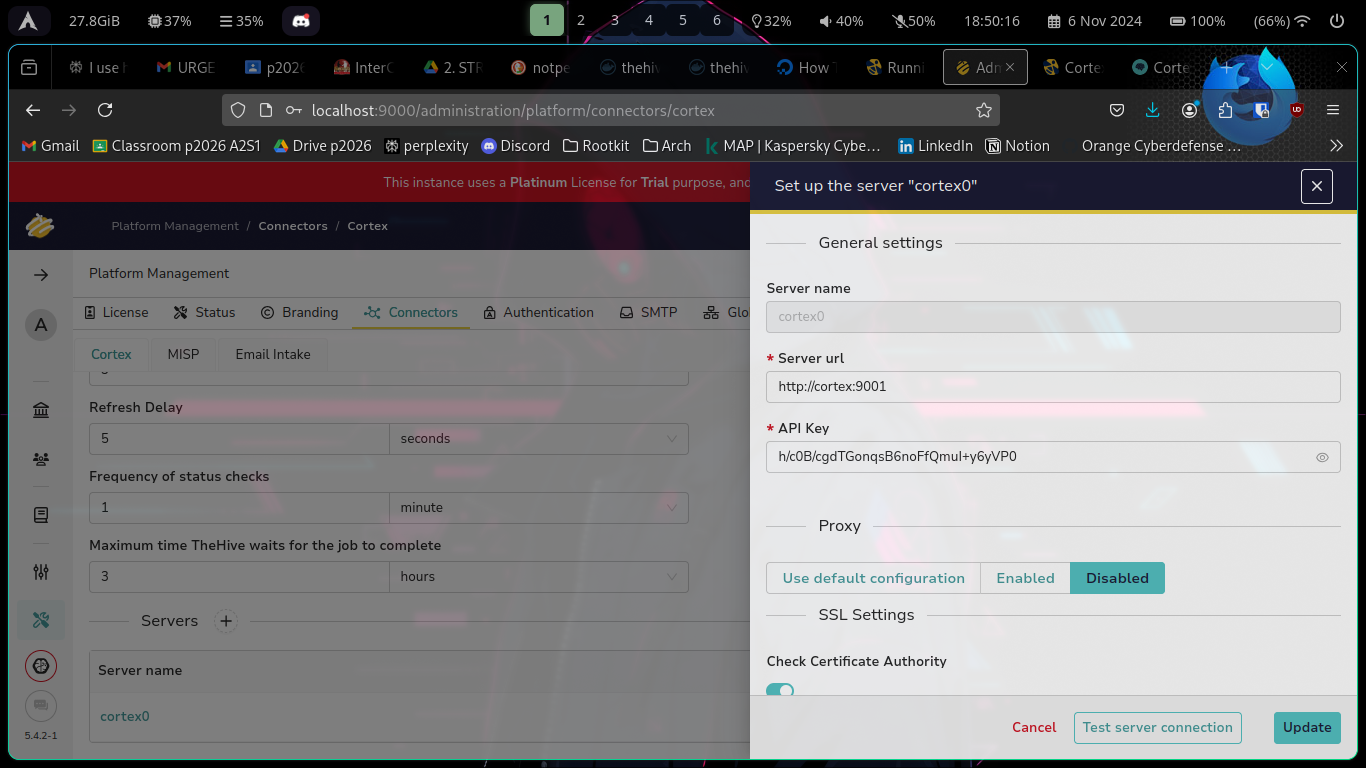 27.8GiB 37% 35% 1 2 3 4 5 6 32% 40% 50% 18:50:16 6 Nov 2024 100% (66%)
I use URGE p202 InterC 2. STR notpe thehiv thehiv How Runni Adn Corte Corte
localhost:9000/administration/platform/connectors/cortex
Gmail Classroom p2026 A2S1 Drive p2026 perplexity Discord Rootkit Arch MAP | Kaspersky Cybe… LinkedIn Notion Orange Cyberdefense …
This instance uses a Platinum License for Trial purpose, and
Platform Management / Connectors / Cortex
A
Platform Management
License Status Branding Connectors Authentication SMTP Glo
Cortex MISP Email Intake
Refresh Delay
5 seconds
Frequency of status checks
1 minute
Maximum time TheHive waits for the job to complete
3 hours
Servers
Server name
cortex0
5.4.2-1
Set up the server "cortex0"
General settings
Server name
cortex0
* Server url
http://cortex:9001
* API Key
h/c0B/cgdTGonqsB6noFfQmuI+y6yVP0
Proxy
Use default configuration Enabled Disabled
SSL Settings
Check Certificate Authority
Cancel Test server connection Update